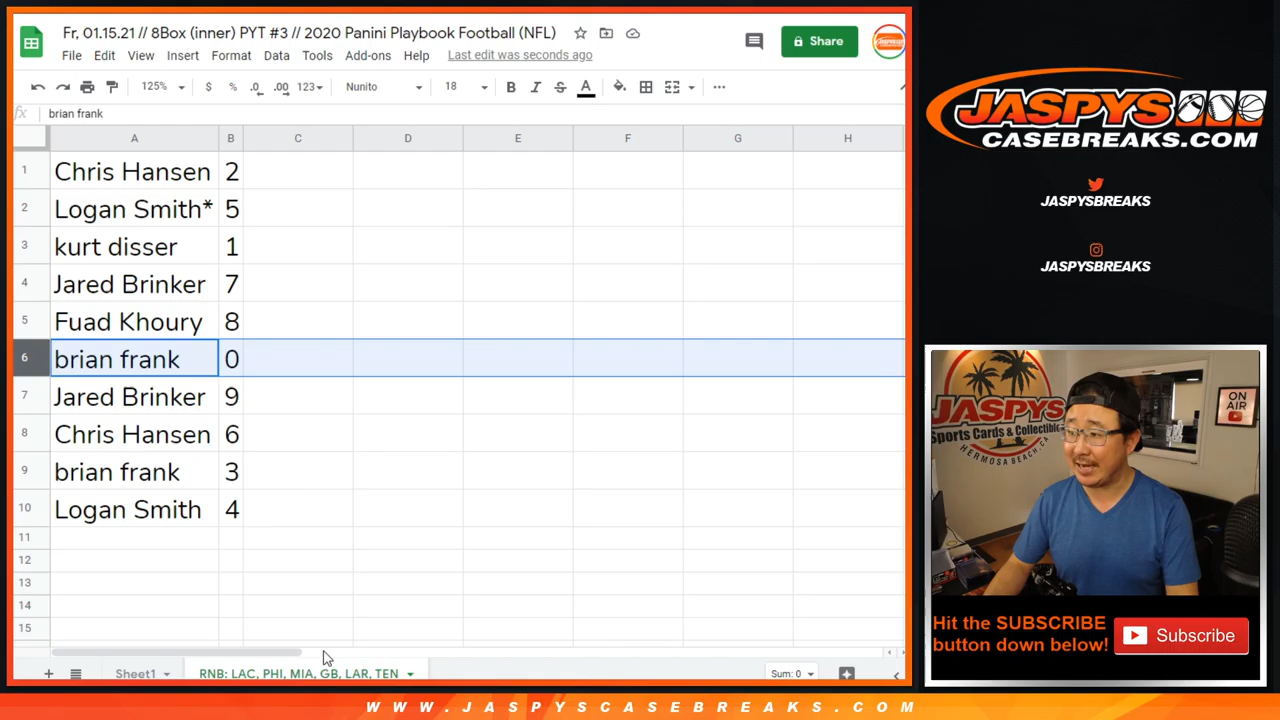 Fr, 01.15.21 // 8Box (inner) PYT #3 // 2020 Panini Playbook Football (NFL)
File Edit View Insert Format Data Tools Add-ons Help Last edit was seconds ago
Share
125% $ % .0 .00 123 Nunito 18 B I S A
fx brian frank
A B C D E F G H
1 Chris Hansen 2
2 Logan Smith* 5
3 kurt disser 1
4 Jared Brinker 7
5 Fuad Khoury 8
6 brian frank 0
7 Jared Brinker 9
8 Chris Hansen 6
9 brian frank 3
10 Logan Smith 4
11
12
13
14
15
Sheet1 RNB: LAC, PHI, MIA, GB, LAR, TEN Sum: 0
JASPYS
CASEBREAKS.COM
JASPYSBREAKS
JASPYSBREAKS
JASPYS
Sports Cards & Collectibles
HERMOSA BEACH, CA
ON AIR
Hit the SUBSCRIBE
button down below!
Subscribe
WWW.JASPYSCASEBREAKS.COM